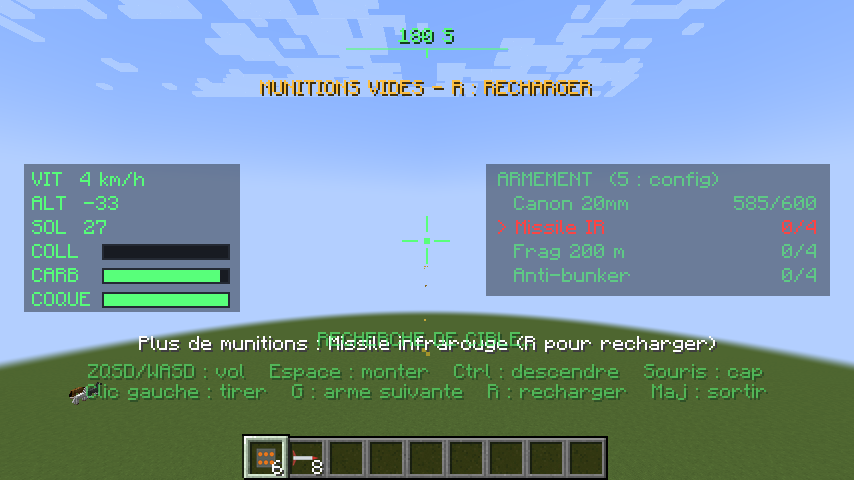 180 S
MUNITIONS VIDES - R : RECHARGER
VIT 4 km/h
ALT -33
SOL 27
COLL
CARB
COQUE
ARMEMENT (5 : config)
Canon 20mm 585/600
> Missile IR 0/4
Frag 200 m 0/4
Anti-bunker 0/4
RECHERCHE DE CIBLE
Plus de munitions : Missile infrarouge (R pour recharger)
ZQSD/WASD : vol Espace : monter Ctrl : descendre Souris : cap
Clic gauche : tirer G : arme suivante R : recharger Maj : sortir
6 8